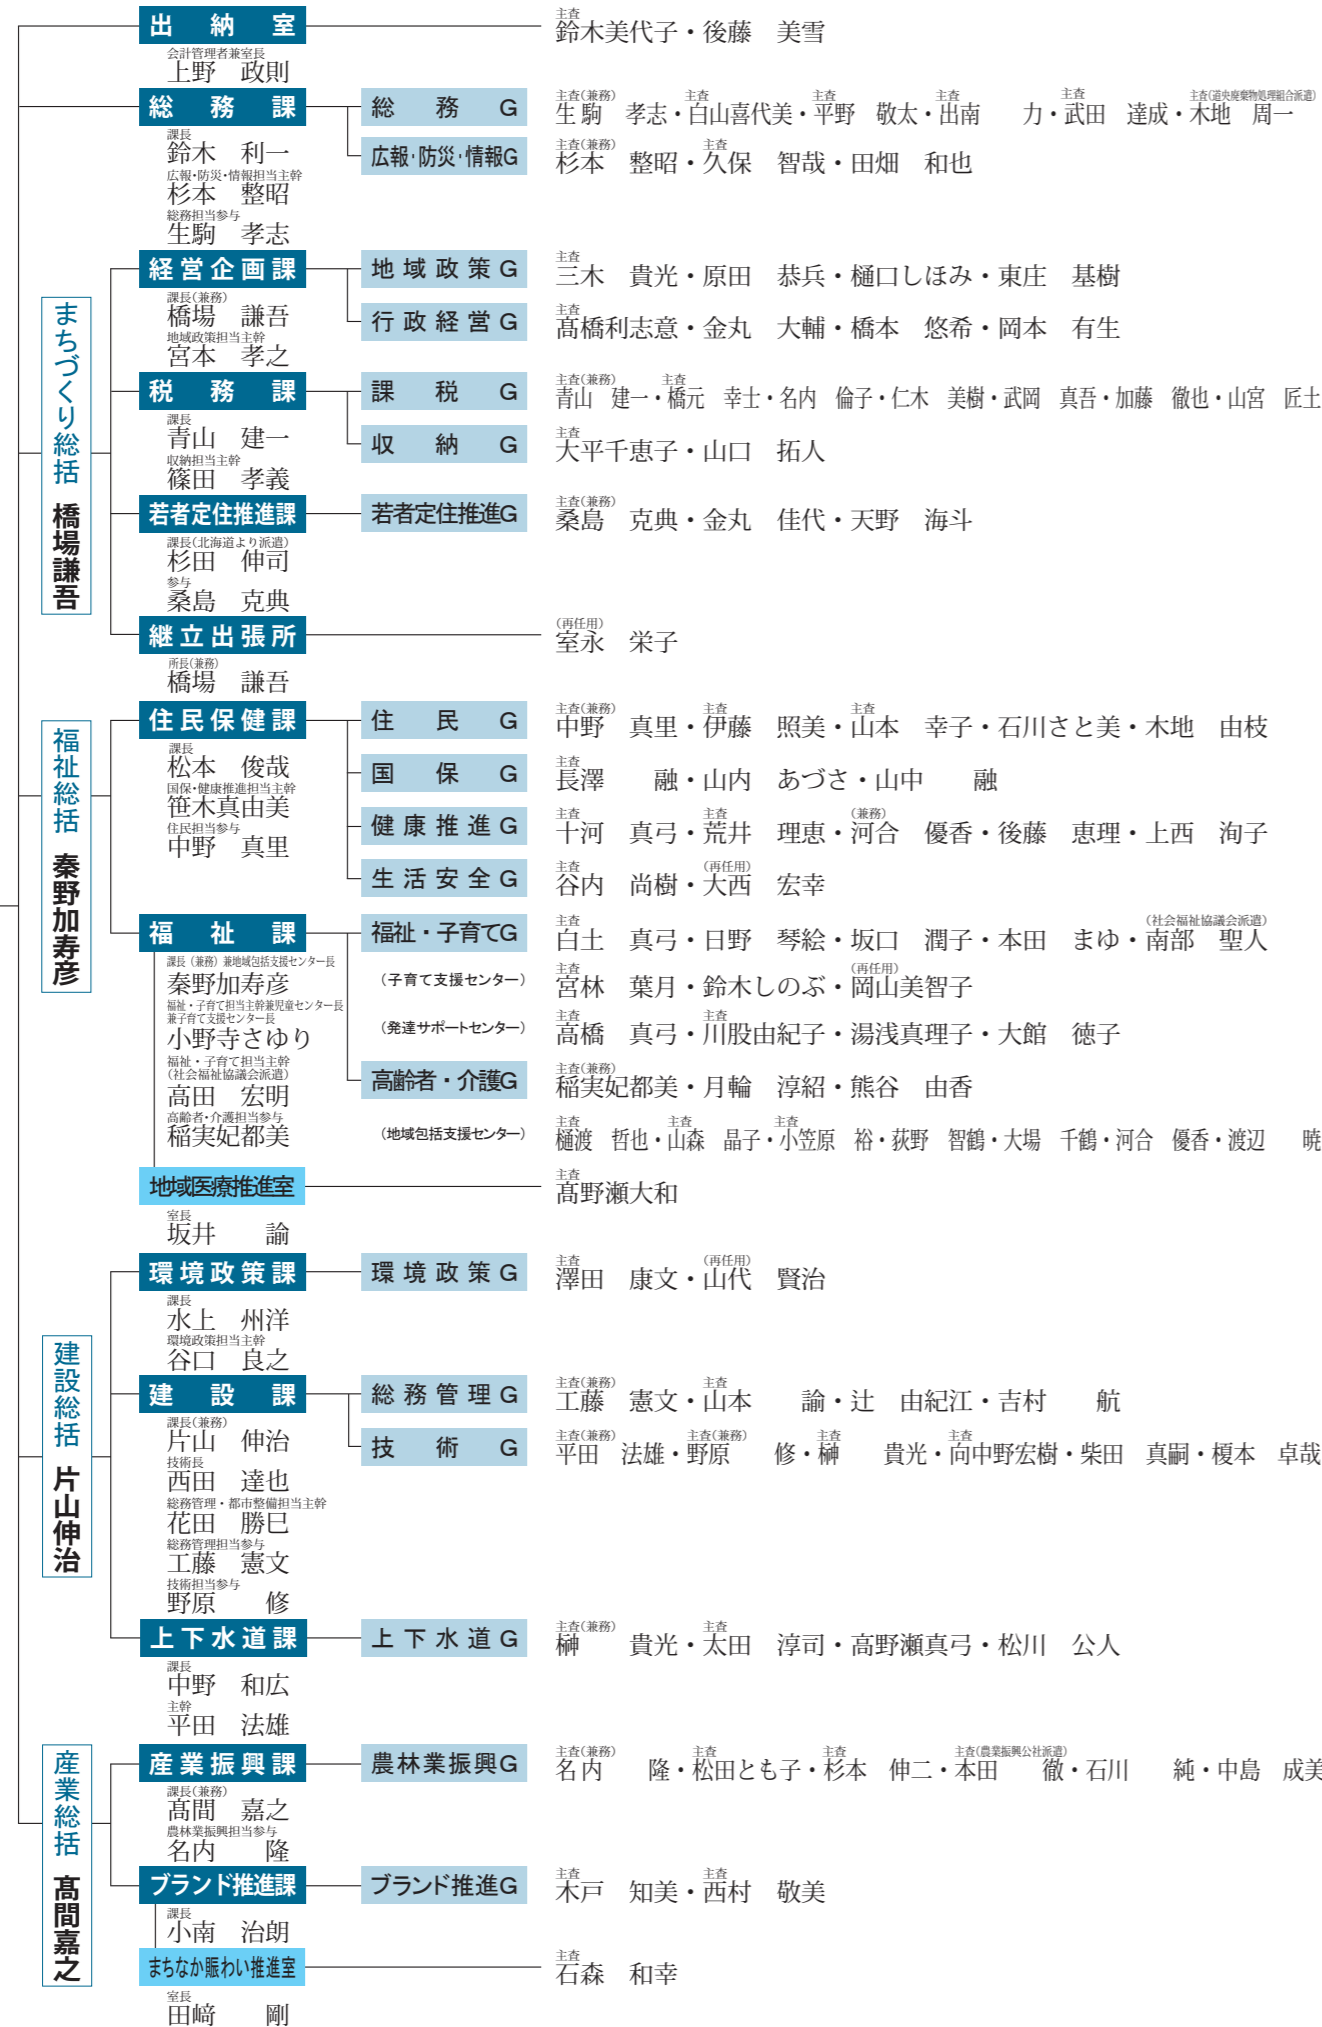 出納室
会計管理者兼室長
上野　政則
主査
鈴木美代子・後藤　美雪
総務課
課長
鈴木　利一
広報・防災・情報担当主幹
杉本　整昭
総務担当参与
生駒　孝志
総務G
主査(兼務)　主査　主査　主査　主査　主査(道央廃棄物処理組合派遣)
生駒　孝志・白山喜代美・平野　敬太・出南　　力・武田　達成・木地　周一
広報・防災・情報G
主査(兼務)　主査
杉本　整昭・久保　智哉・田畑　和也
まちづくり総括　橋場謙吾
経営企画課
課長(兼務)
橋場　謙吾
地域政策担当主幹
宮本　孝之
地域政策G
主査
三木　貴光・原田　恭兵・樋口しほみ・東庄　基樹
行政経営G
主査
髙橋利志意・金丸　大輔・橋本　悠希・岡本　有生
税務課
課長
青山　建一
収納担当主幹
篠田　孝義
課税G
主査(兼務)　主査
青山　建一・橋元　幸士・名内　倫子・仁木　美樹・武岡　真吾・加藤　徹也・山宮　匠土
収納G
主査
大平千恵子・山口　拓人
若者定住推進課
課長(北海道より派遣)
杉田　伸司
参与
桑島　克典
若者定住推進G
主査(兼務)
桑島　克典・金丸　佳代・天野　海斗
継立出張所
所長(兼務)
橋場　謙吾
(再任用)
室永　栄子
福祉総括　秦野加寿彦
住民保健課
課長
松本　俊哉
国保・健康推進担当主幹
笹木真由美
住民担当参与
中野　真里
住民G
主査(兼務)　主査　主査
中野　真里・伊藤　照美・山本　幸子・石川さと美・木地　由枝
国保G
主査
長澤　　融・山内　あづさ・山中　　融
健康推進G
主査　主査　(兼務)
十河　真弓・荒井　理恵・河合　優香・後藤　恵理・上西　洵子
生活安全G
主査　(再任用)
谷内　尚樹・大西　宏幸
福祉課
課長（兼務）兼地域包括支援センター長
秦野加寿彦
福祉・子育て担当主幹兼児童センター長
兼子育て支援センター長
小野寺さゆり
福祉・子育て担当主幹
(社会福祉協議会派遣)
高田　宏明
高齢者・介護担当参与
稲実妃都美
福祉・子育てG
主査　(社会福祉協議会派遣)
白土　真弓・日野　琴絵・坂口　潤子・本田　まゆ・南部　聖人
（子育て支援センター）
主査　(再任用)
宮林　葉月・鈴木しのぶ・岡山美智子
（発達サポートセンター）
主査　主査
高橋　真弓・川股由紀子・湯浅真理子・大館　徳子
高齢者・介護G
主査(兼務)
稲実妃都美・月輪　淳紹・熊谷　由香
（地域包括支援センター）
主査　主査　主査
樋渡　哲也・山森　晶子・小笠原　裕・荻野　智鶴・大場　千鶴・河合　優香・渡辺　　暁
地域医療推進室
室長
坂井　　諭
主査
髙野瀬大和
建設総括　片山伸治
環境政策課
課長
水上　州洋
環境政策担当主幹
谷口　良之
環境政策G
主査　(再任用)
澤田　康文・山代　賢治
建設課
課長(兼務)
片山　伸治
技術長
西田　達也
総務管理・都市整備担当主幹
花田　勝巳
総務管理担当参与
工藤　憲文
技術担当参与
野原　　修
総務管理G
主査(兼務)　主査
工藤　憲文・山本　　諭・辻　由紀江・吉村　　航
技術G
主査(兼務)　主査(兼務)　主査　主査
平田　法雄・野原　　修・榊　　貴光・向中野宏樹・柴田　真嗣・榎本　卓哉
上下水道課
課長
中野　和広
主幹
平田　法雄
上下水道G
主査(兼務)　主査
榊　　貴光・太田　淳司・高野瀬真弓・松川　公人
産業総括　髙間嘉之
産業振興課
課長(兼務)
髙間　嘉之
農林業振興担当参与
名内　　隆
農林業振興G
主査(兼務)　主査　主査　主査(農業振興公社派遣)
名内　　隆・松田とも子・杉本　伸二・本田　　徹・石川　　純・中島　成美
ブランド推進課
課長
小南　治朗
ブランド推進G
主査　主査
木戸　知美・西村　敬美
まちなか賑わい推進室
室長
田﨑　　剛
主査
石森　和幸